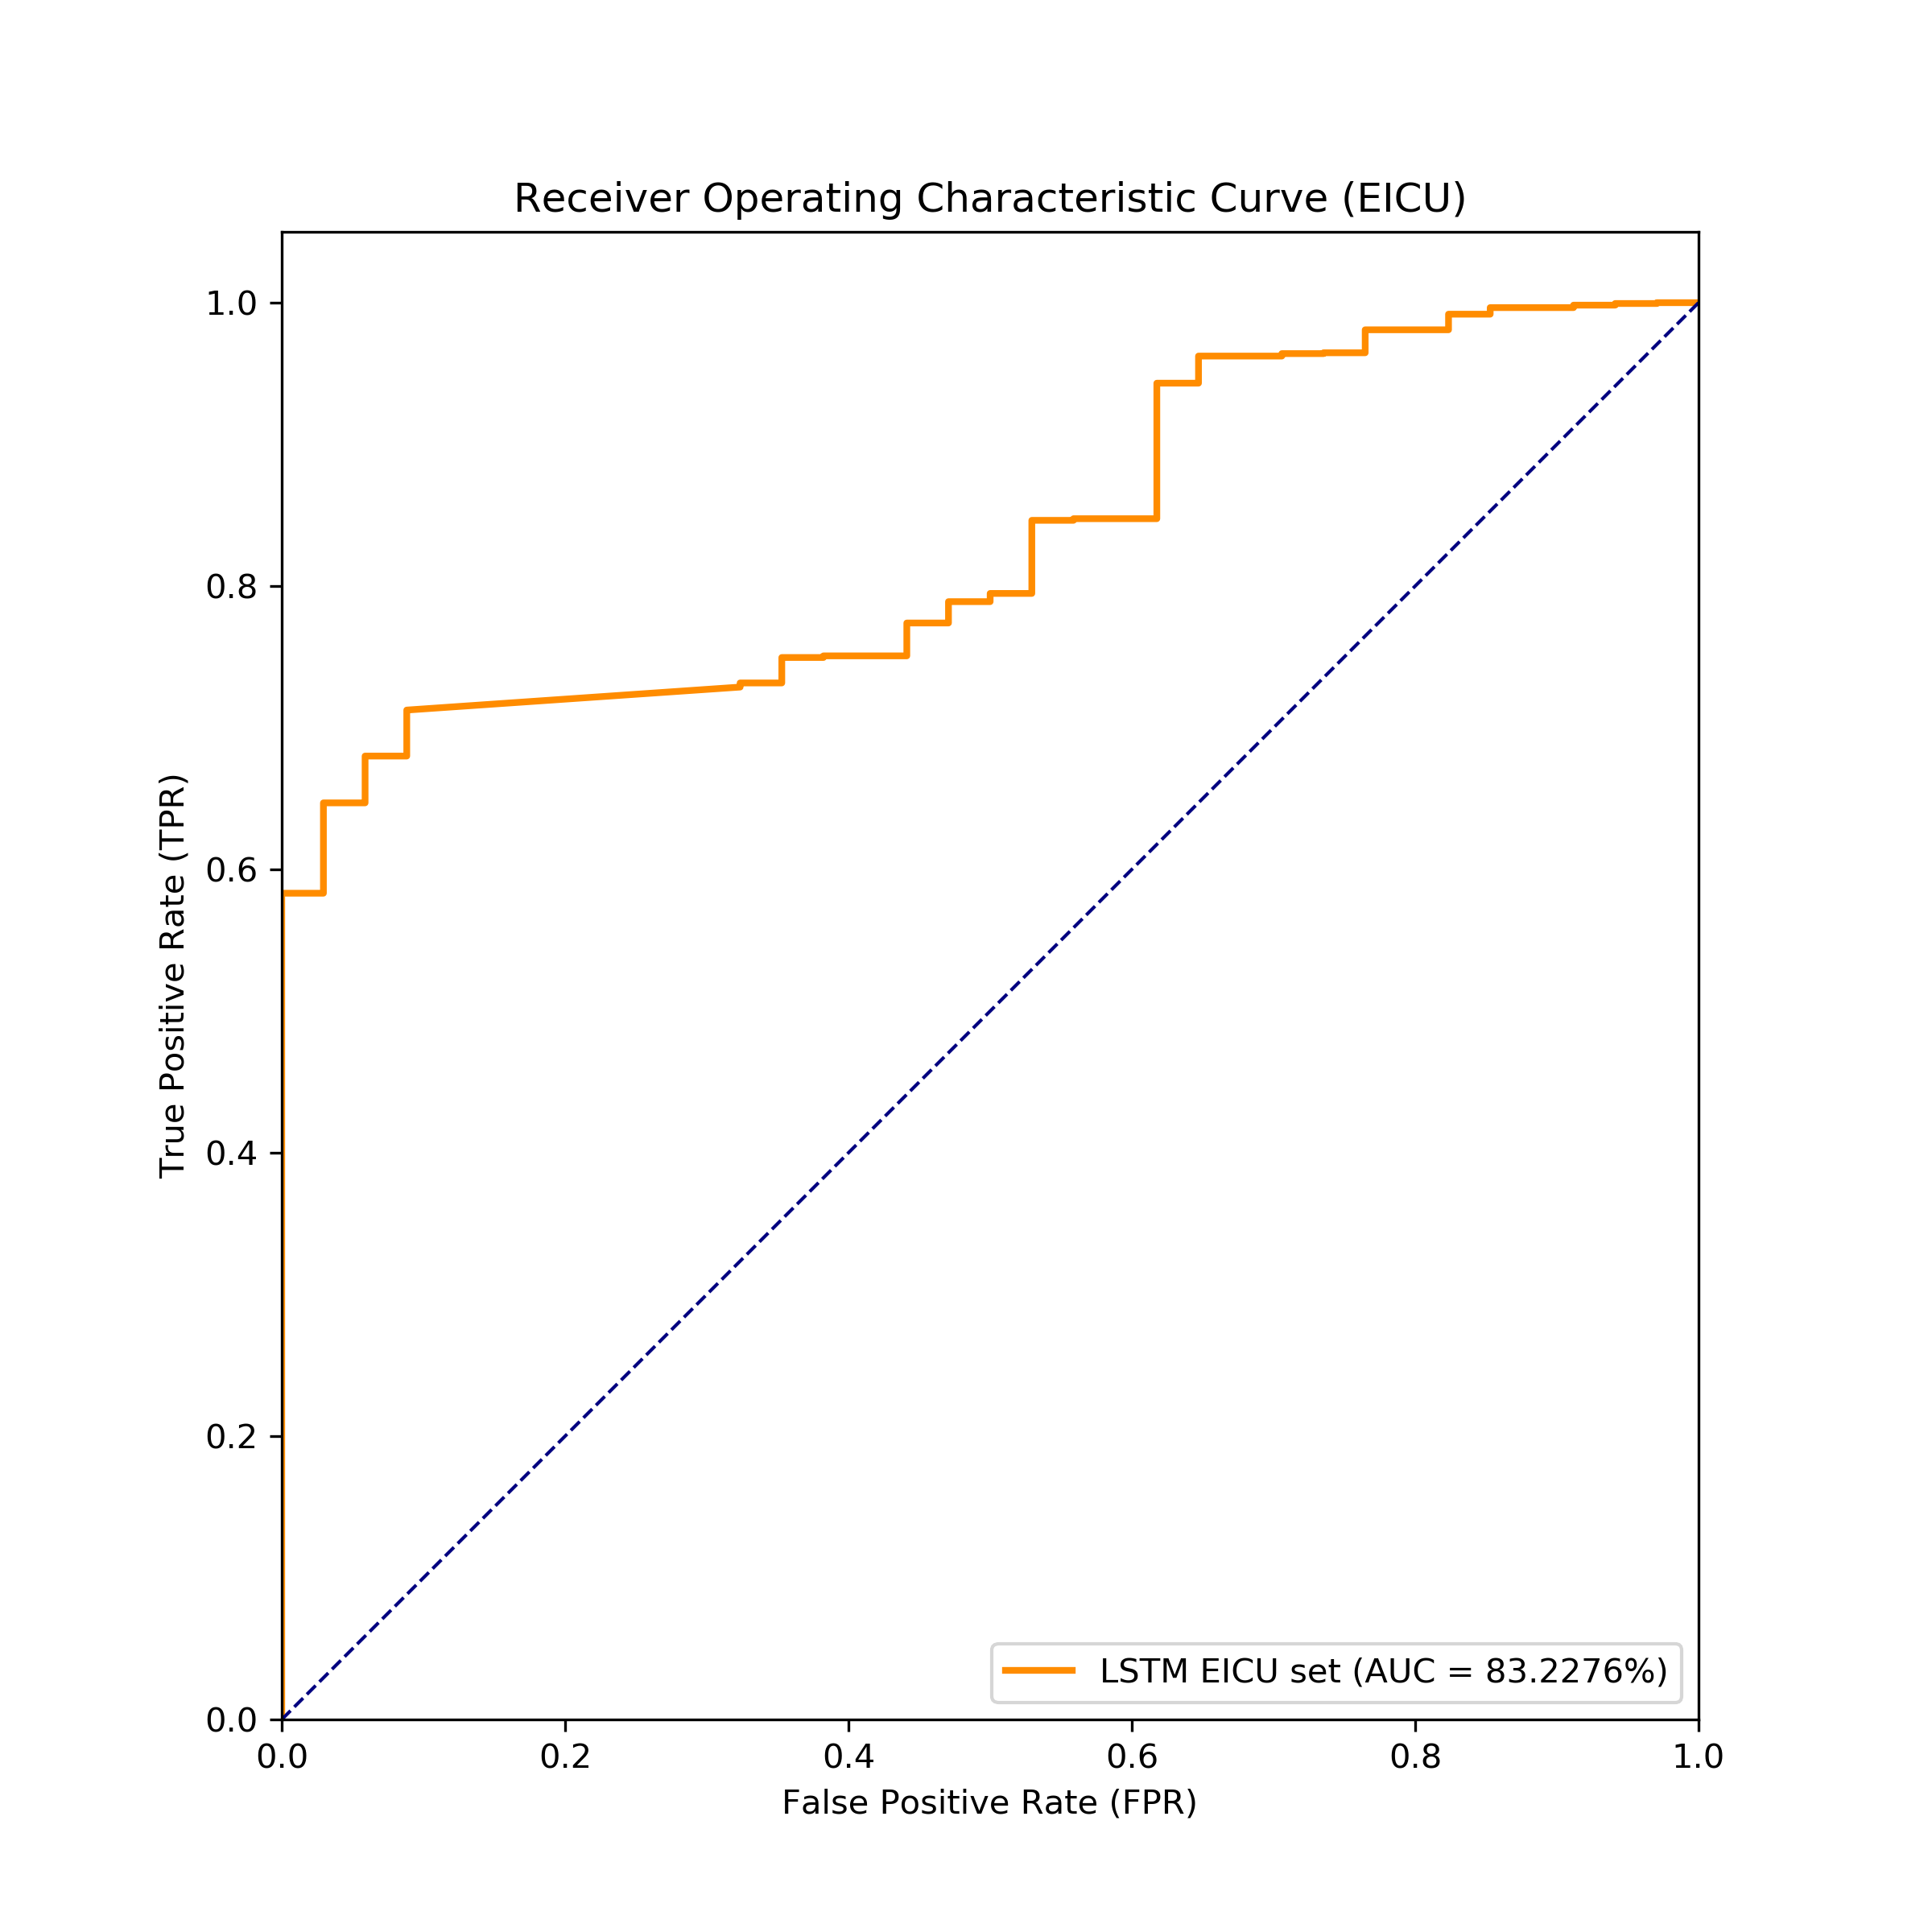 Receiver Operating Characteristic Curve (EICU)
True Positive Rate (TPR)
1.0
0.8
0.6
0.4
0.2
0.0
LSTM EICU set (AUC = 83.2276%)
0.0 0.2 0.4 0.6 0.8 1.0
False Positive Rate (FPR)